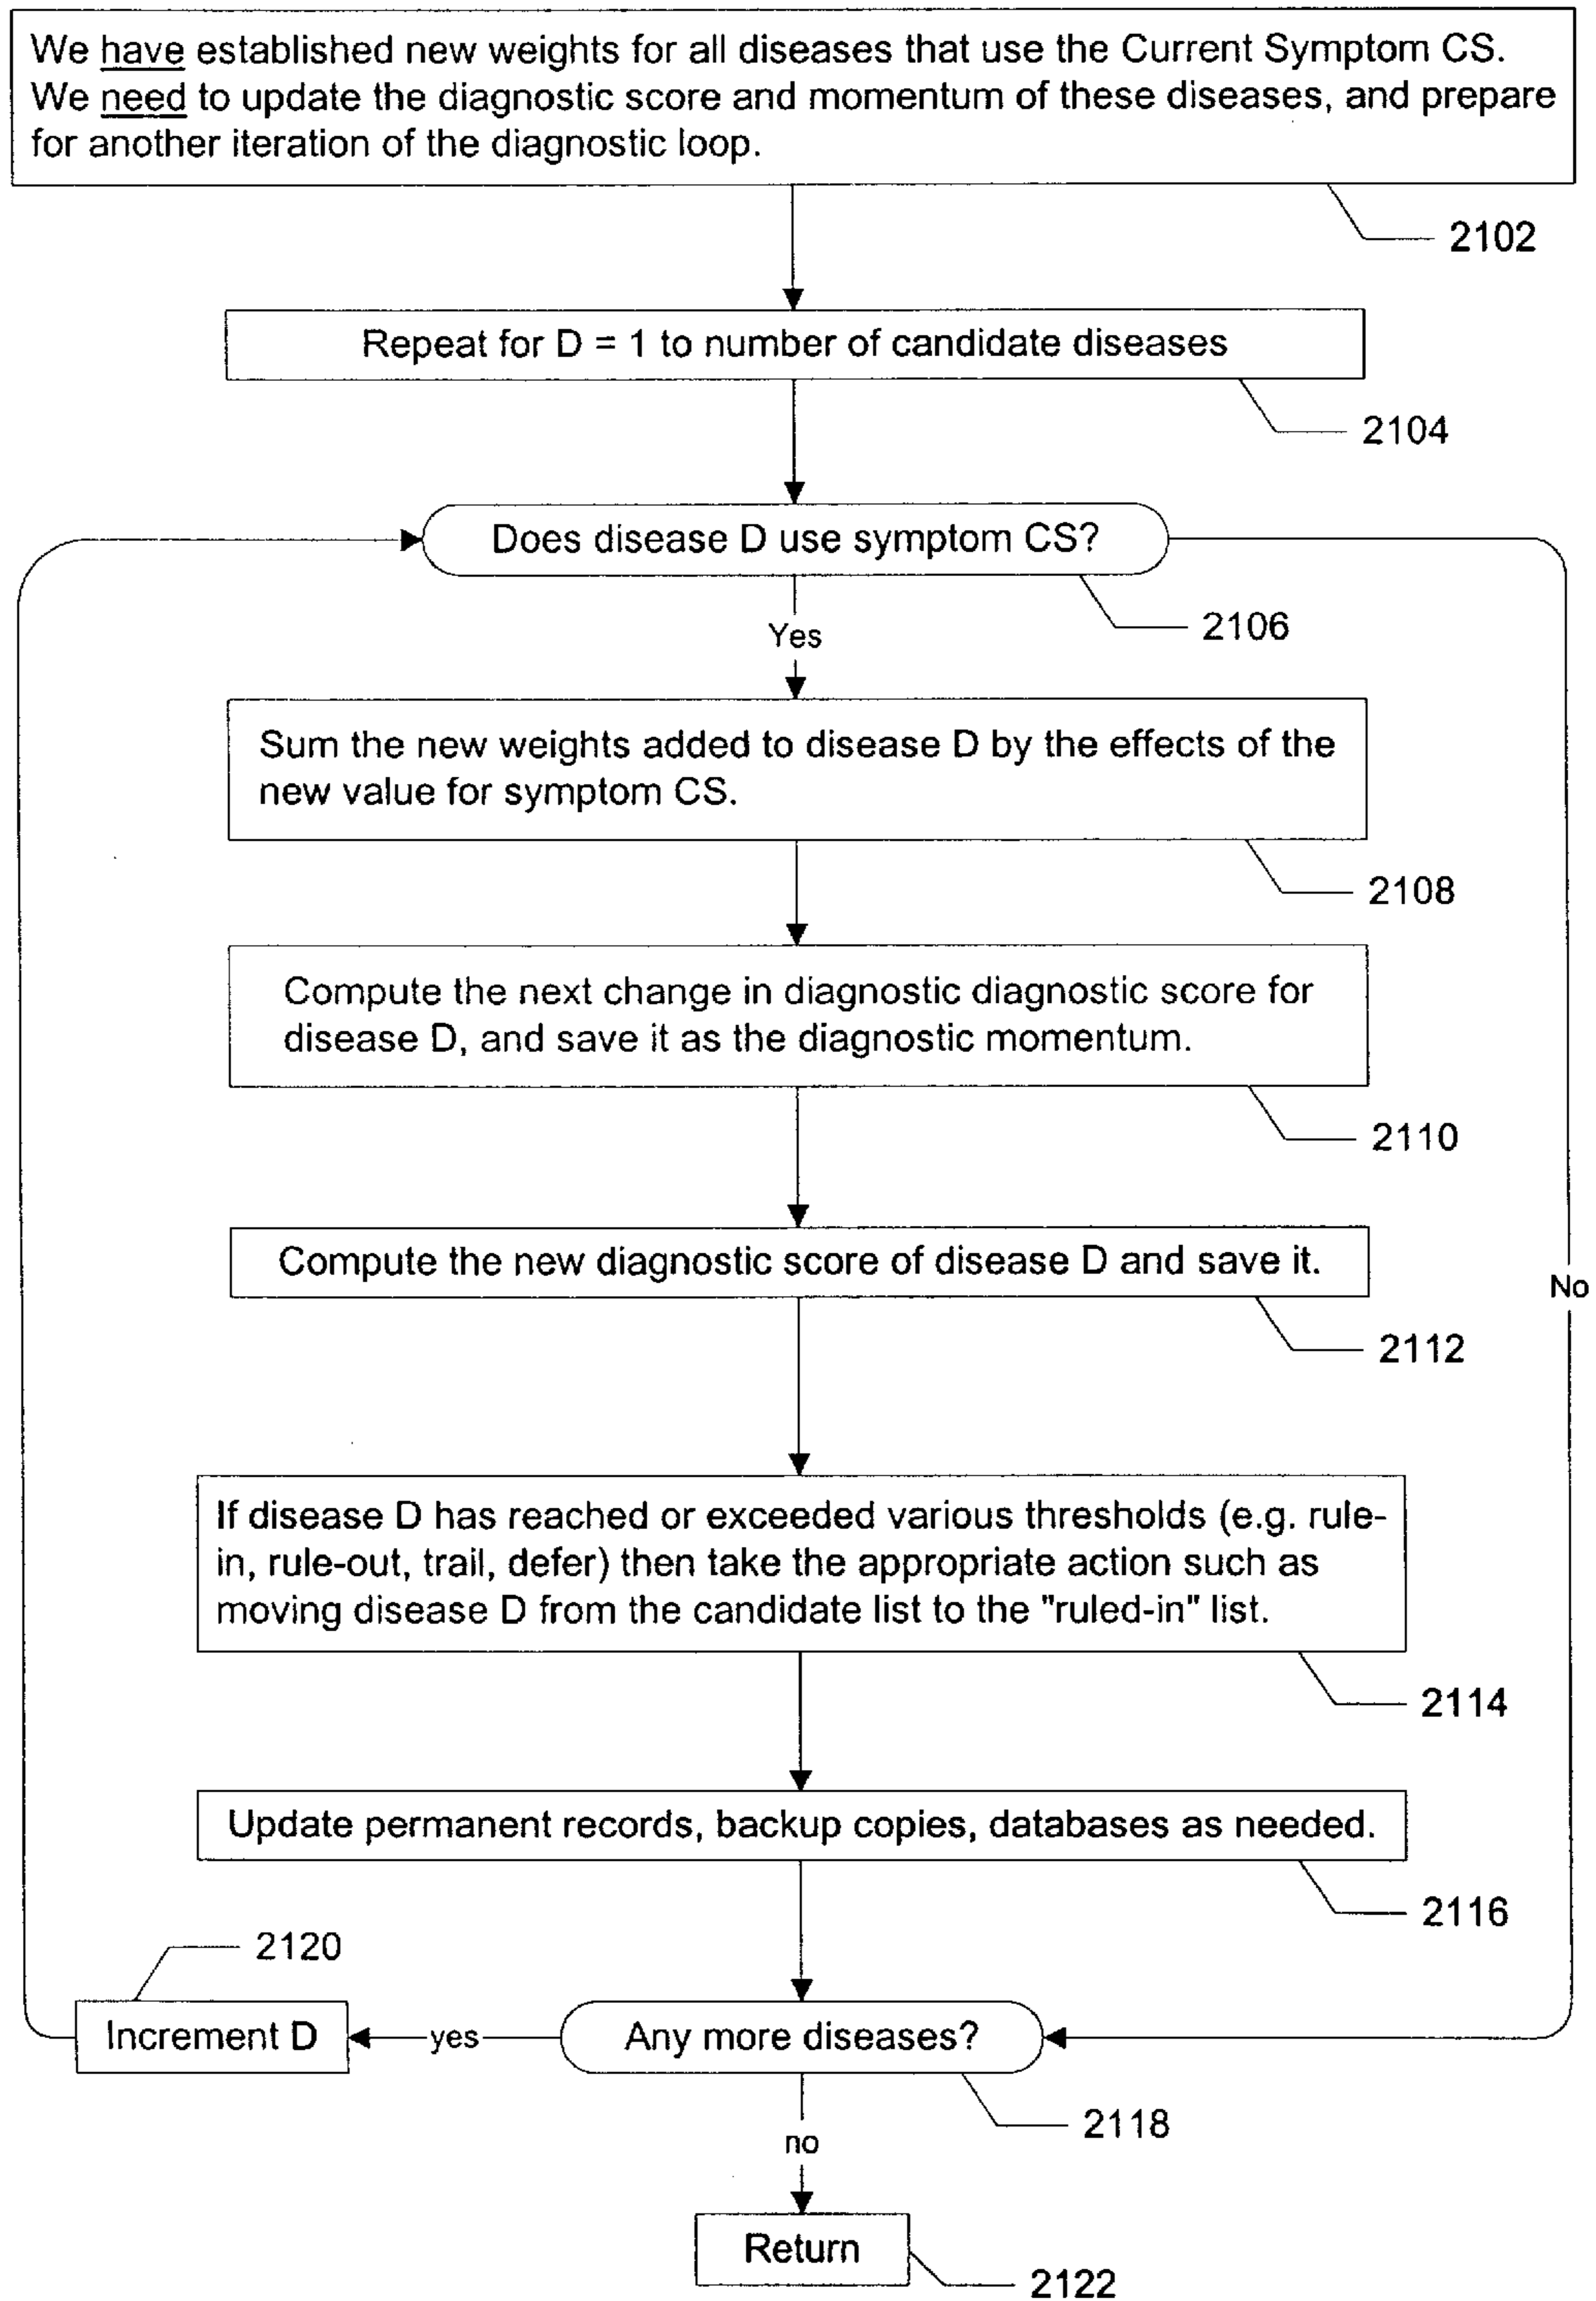 We have established new weights for all diseases that use the Current Symptom CS.
We need to update the diagnostic score and momentum of these diseases, and prepare
for another iteration of the diagnostic loop.
2102
Repeat for D = 1 to number of candidate diseases
2104
Does disease D use symptom CS?
2106
Yes
Sum the new weights added to disease D by the effects of the
new value for symptom CS.
2108
Compute the next change in diagnostic diagnostic score for
disease D, and save it as the diagnostic momentum.
2110
Compute the new diagnostic score of disease D and save it.
No
2112
If disease D has reached or exceeded various thresholds (e.g. rule-
in, rule-out, trail, defer) then take the appropriate action such as
moving disease D from the candidate list to the "ruled-in" list.
2114
Update permanent records, backup copies, databases as needed.
2116
2120
Increment D
yes
Any more diseases?
2118
no
Return
2122